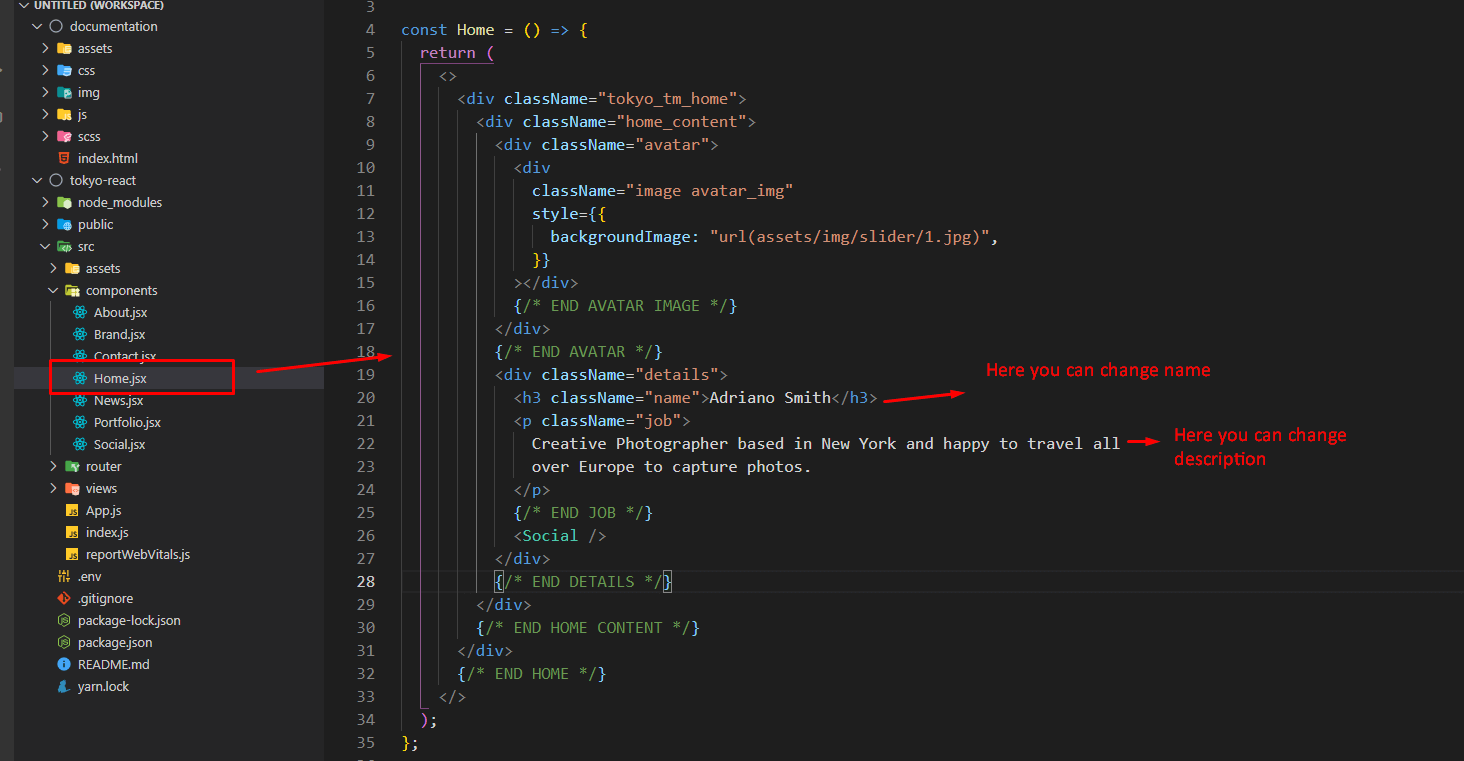 UNTITLED (WORKSPACE)
documentation
assets
css
img
js
scss
index.html
tokyo-react
node_modules
public
src
assets
components
About.jsx
Brand.jsx
Contact.jsx
Home.jsx
News.jsx
Portfolio.jsx
Social.jsx
router
views
JS App.js
JS index.js
JS reportWebVitals.js
.env
.gitignore
package-lock.json
package.json
README.md
yarn.lock
3
4 const Home = () => {
5 return (
6 <>
7 <div className="tokyo_tm_home">
8 <div className="home_content">
9 <div className="avatar">
10 <div
11 className="image avatar_img"
12 style={{
13 backgroundImage: "url(assets/img/slider/1.jpg)",
14 }}
15 ></div>
16 {/* END AVATAR IMAGE */}
17 </div>
18 {/* END AVATAR */}
19 <div className="details">
20 <h3 className="name">Adriano Smith</h3>
21 <p className="job">
22 Creative Photographer based in New York and happy to travel all
23 over Europe to capture photos.
24 </p>
25 {/* END JOB */}
26 <Social />
27 </div>
28 {/* END DETAILS */}
29 </div>
30 {/* END HOME CONTENT */}
31 </div>
32 {/* END HOME */}
33 </>
34 );
35 };
Here you can change name
Here you can change
description